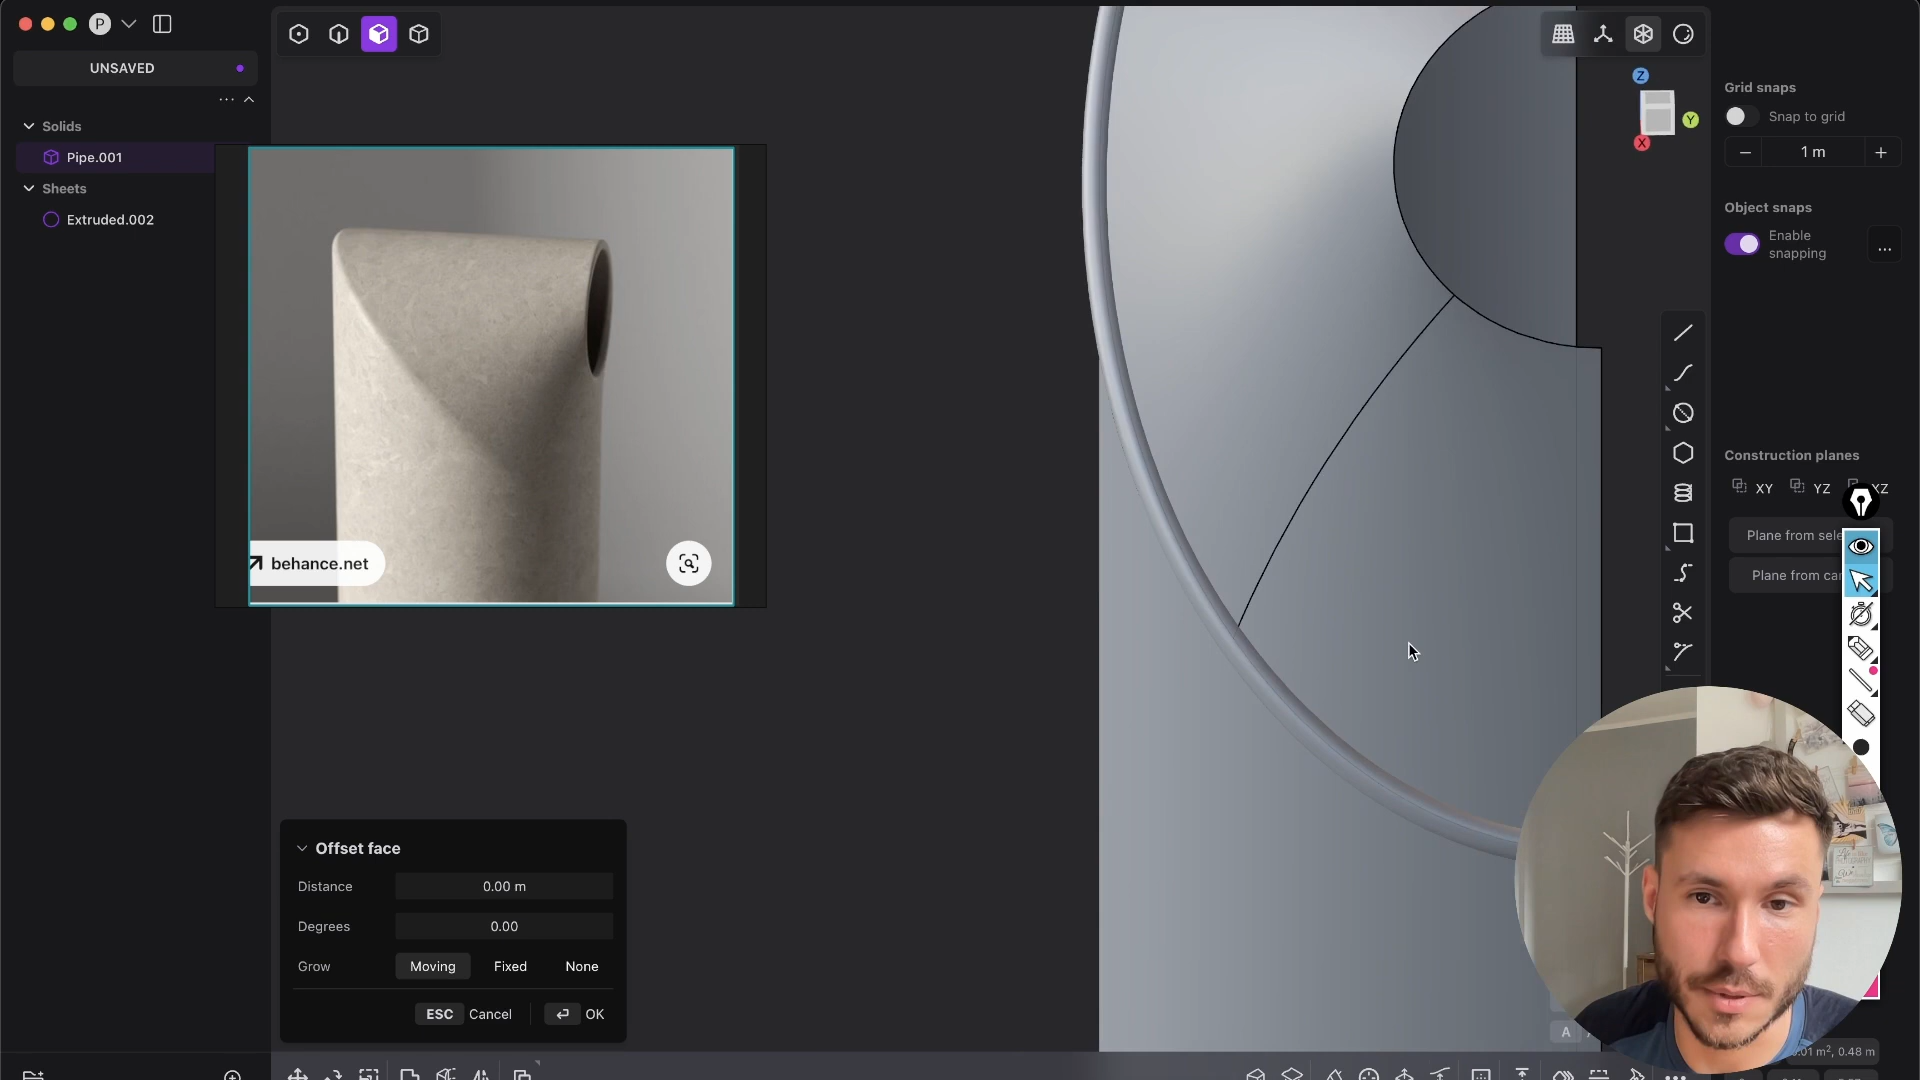 P
UNSAVED
Solids
Pipe.001
Sheets
Extruded.002
behance.net
Offset face
Distance
0.00 m
Degrees
0.00
Grow
Moving
Fixed
None
ESC
Cancel
OK
Z
Y
X
Grid snaps
Snap to grid
1 m
Object snaps
Enable
snapping
Construction planes
XY
YZ
XZ
Plane from sele
Plane from ca
A
0.48 m